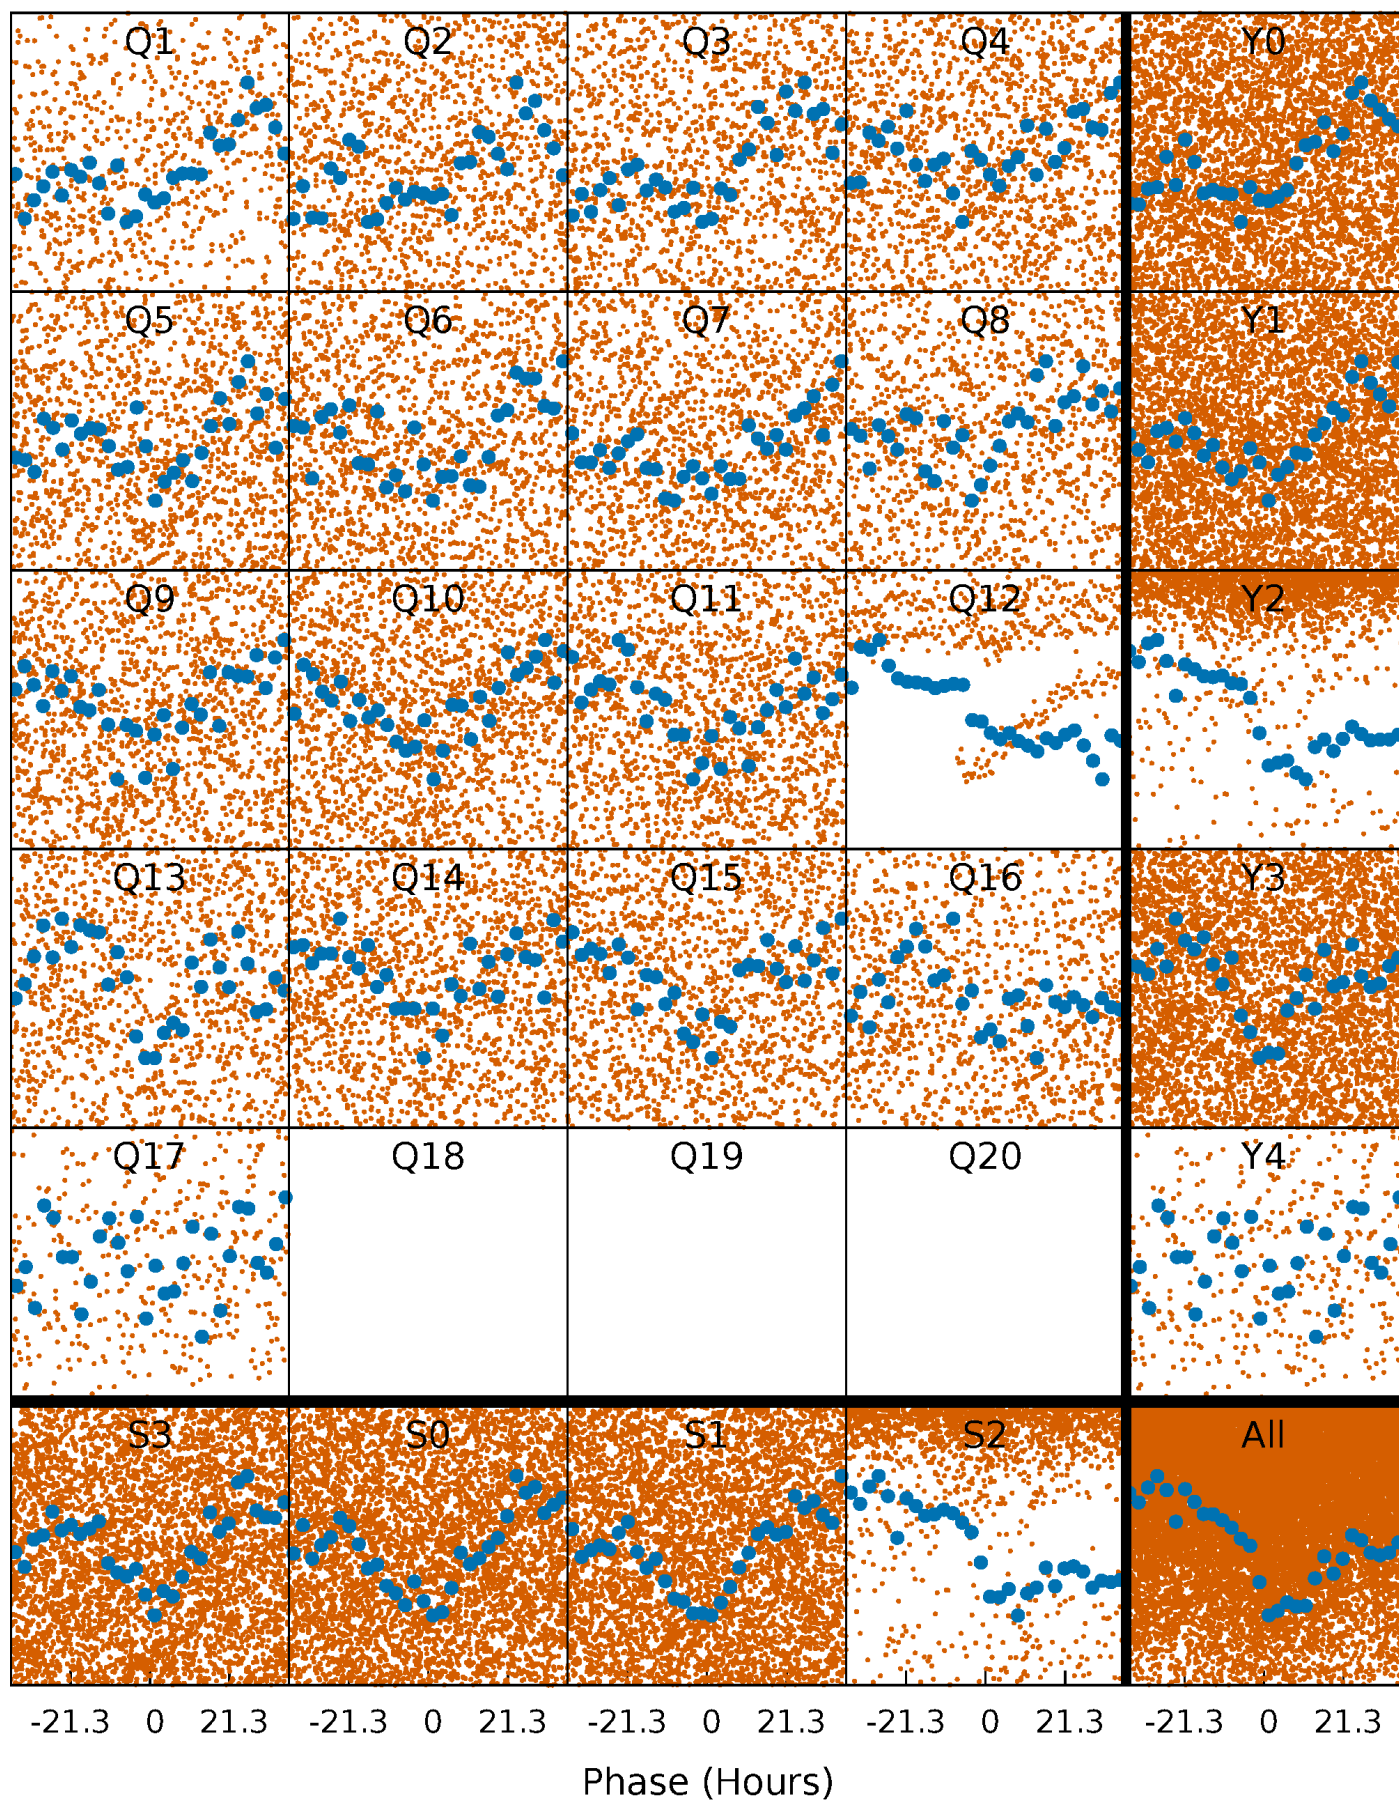 Q1 Q2 Q3 Q4 Y0
Q5 Q6 Q7 Q8 Y1
Q9 Q10 Q11 Q12 Y2
Q13 Q14 Q15 Q16 Y3
Q17 Q18 Q19 Q20 Y4
S3 S0 S1 S2 All
-21.3 0 21.3 -21.3 0 21.3 -21.3 0 21.3 -21.3 0 21.3 -21.3 0 21.3
Phase (Hours)